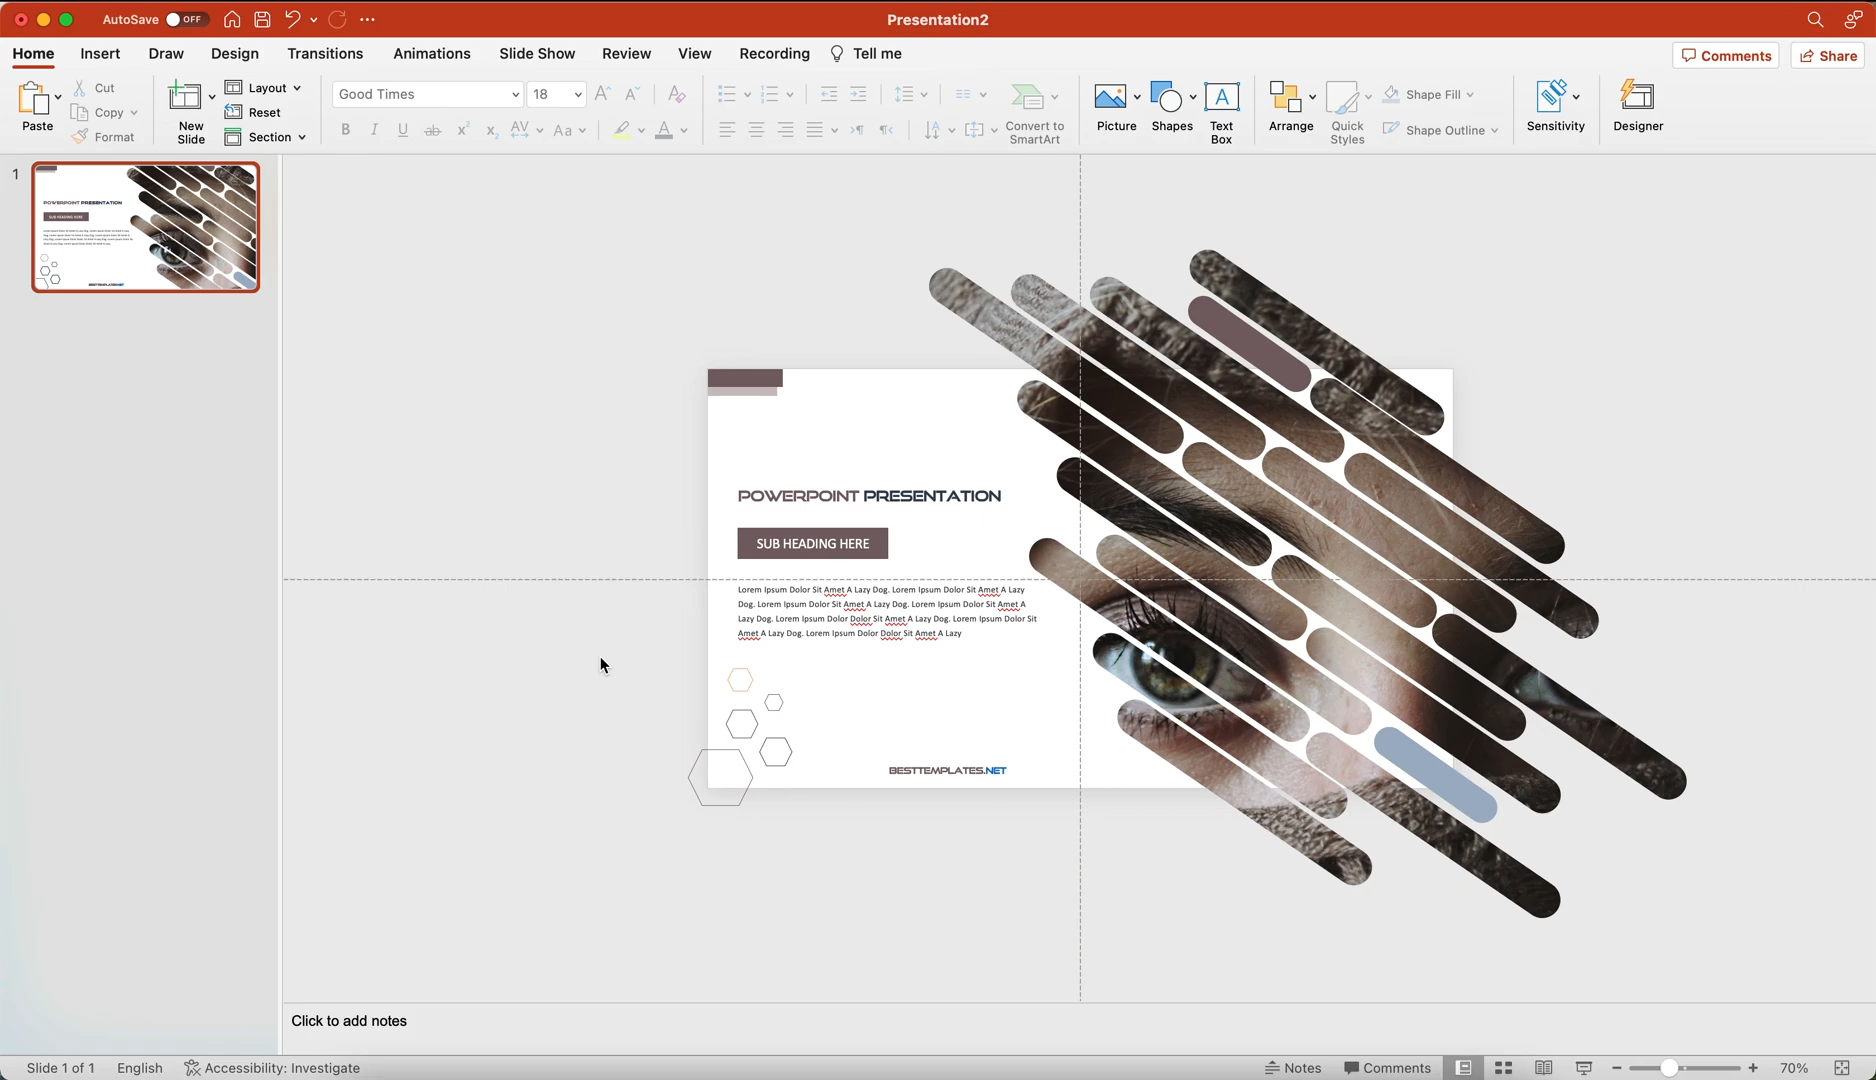 AutoSave OFF
Presentation2
Home Insert Draw Design Transitions Animations Slide Show Review View Recording Tell me
Comments Share
Paste
Cut
Copy
Format
New Slide
Layout
Reset
Section
Good Times
18
Convert to SmartArt
Picture
Shapes
Text Box
Arrange
Quick Styles
Shape Fill
Shape Outline
Sensitivity
Designer
1
POWERPOINT PRESENTATION
SUB HEADING HERE
Lorem Ipsum Dolor Sit Amet A Lazy Dog. Lorem Ipsum Dolor Sit Amet A Lazy
Dog. Lorem Ipsum Dolor Sit Amet A Lazy Dog. Lorem Ipsum Dolor Sit Amet A
Lazy Dog. Lorem Ipsum Dolor Dolor Sit Amet A Lazy Dog. Lorem Ipsum Dolor Sit
Amet A Lazy Dog. Lorem Ipsum Dolor Dolor Sit Amet A Lazy
BESTTEMPLATES.NET
Click to add notes
Slide 1 of 1 English Accessibility: Investigate
Notes Comments 70%